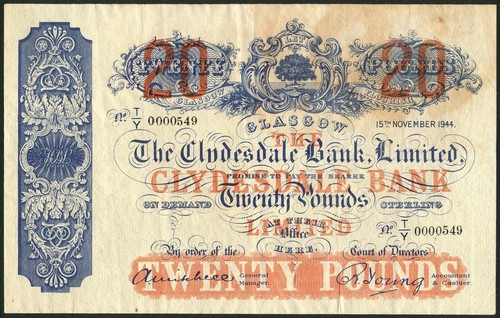 LET
20 TWENTY POUNDS 20
GLASGOW
Nº T/Y 0000549
15TH NOVEMBER 1944.
GLASGOW
THE
The Clydesdale Bank, Limited,
PROMISE TO PAY THE BEARER
CLYDESDALE BANK
ON DEMAND Twenty Pounds STERLING
LIMITED
AT THEIR
Office
HERE.
Nº T/Y 0000549
By order of the Court of Directors
TWENTY POUNDS
General Manager.
R. Young
Accountant & Cashier.